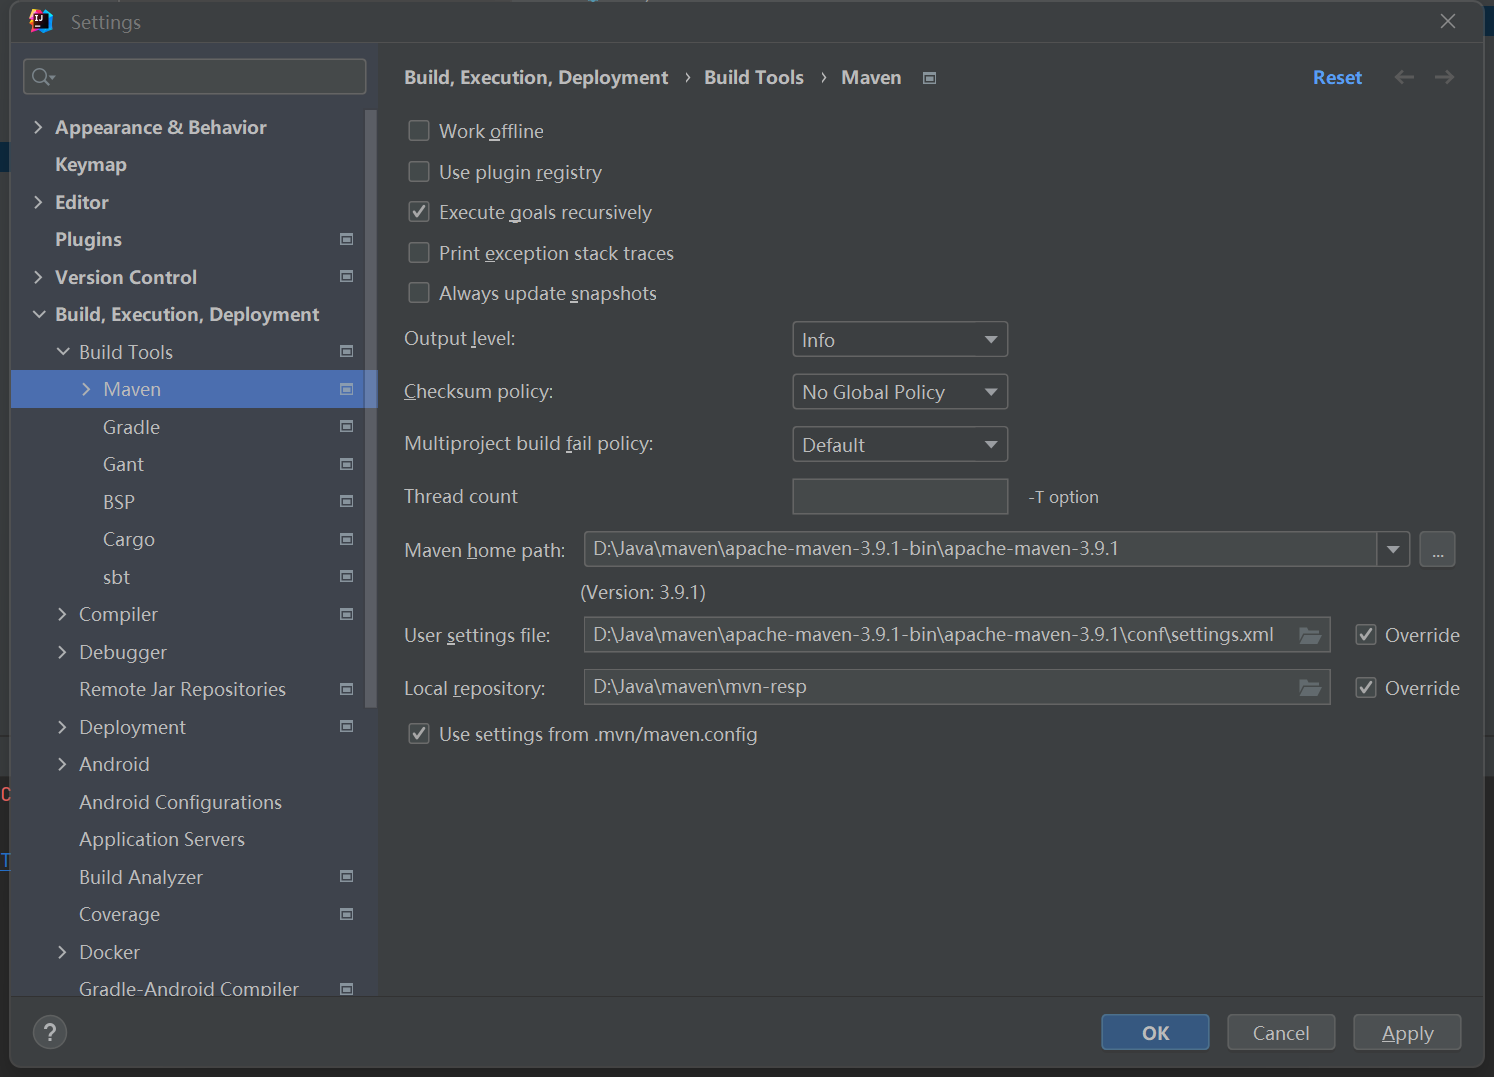 Settings
Build, Execution, Deployment › Build Tools › Maven
Reset
Appearance & Behavior
Keymap
Editor
Plugins
Version Control
Build, Execution, Deployment
Build Tools
Maven
Gradle
Gant
BSP
Cargo
sbt
Compiler
Debugger
Remote Jar Repositories
Deployment
Android
Android Configurations
Application Servers
Build Analyzer
Coverage
Docker
Gradle-Android Compiler
Work offline
Use plugin registry
Execute goals recursively
Print exception stack traces
Always update snapshots
Output level: Info
Checksum policy: No Global Policy
Multiproject build fail policy: Default
Thread count -T option
Maven home path: D:\Java\maven\apache-maven-3.9.1-bin\apache-maven-3.9.1 ...
(Version: 3.9.1)
User settings file: D:\Java\maven\apache-maven-3.9.1-bin\apache-maven-3.9.1\conf\settings.xml Override
Local repository: D:\Java\maven\mvn-resp Override
Use settings from .mvn/maven.config
? OK Cancel Apply